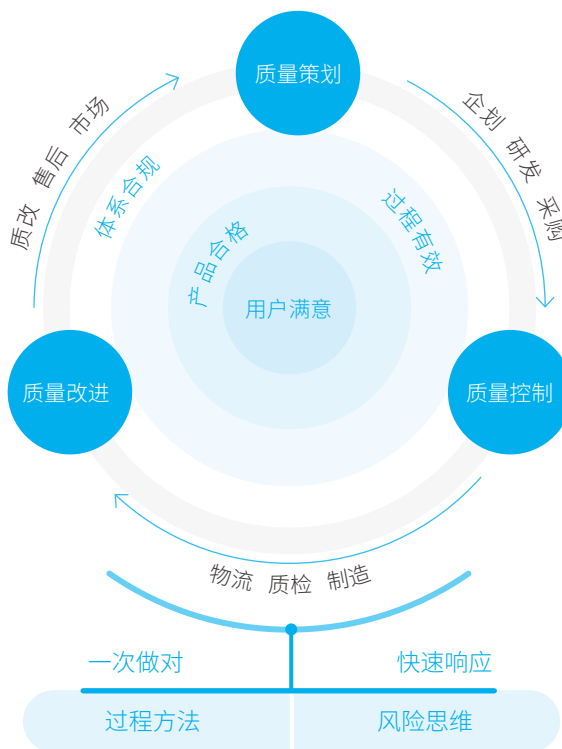 质量策划
企划 研发 采购
质改 售后 市场
体系合规
过程有效
产品合格
用户满意
质量改进
质量控制
物流 质检 制造
一次做对
快速响应
过程方法
风险思维